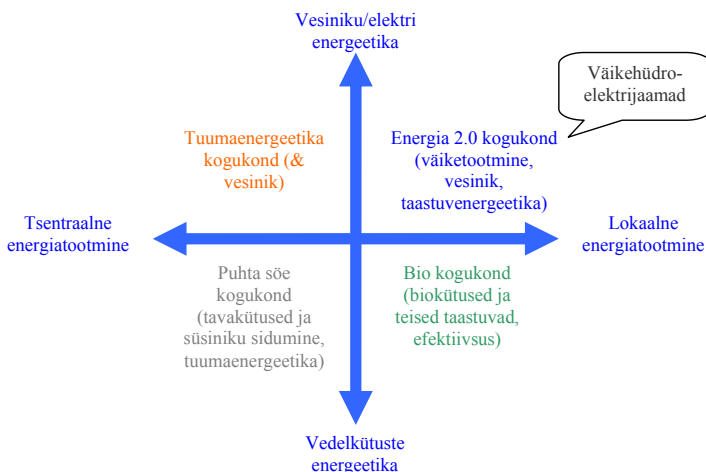 Vesiniku/elektri
energeetika
Väikehüdro-
elektrijaamad
Tuumaenergeetika
kogukond (&
vesinik)
Energia 2.0 kogukond
(väiketootmine,
vesinik,
taastuvenergeetika)
Tsentraalne
energiatootmine
Lokaalne
energiatootmine
Puhta söe
kogukond
(tavakütused ja
süsiniku sidumine,
tuumaenergeetika)
Bio kogukond
(biokütused ja
teised taastuvad,
efektiivsus)
Vedelkütuste
energeetika